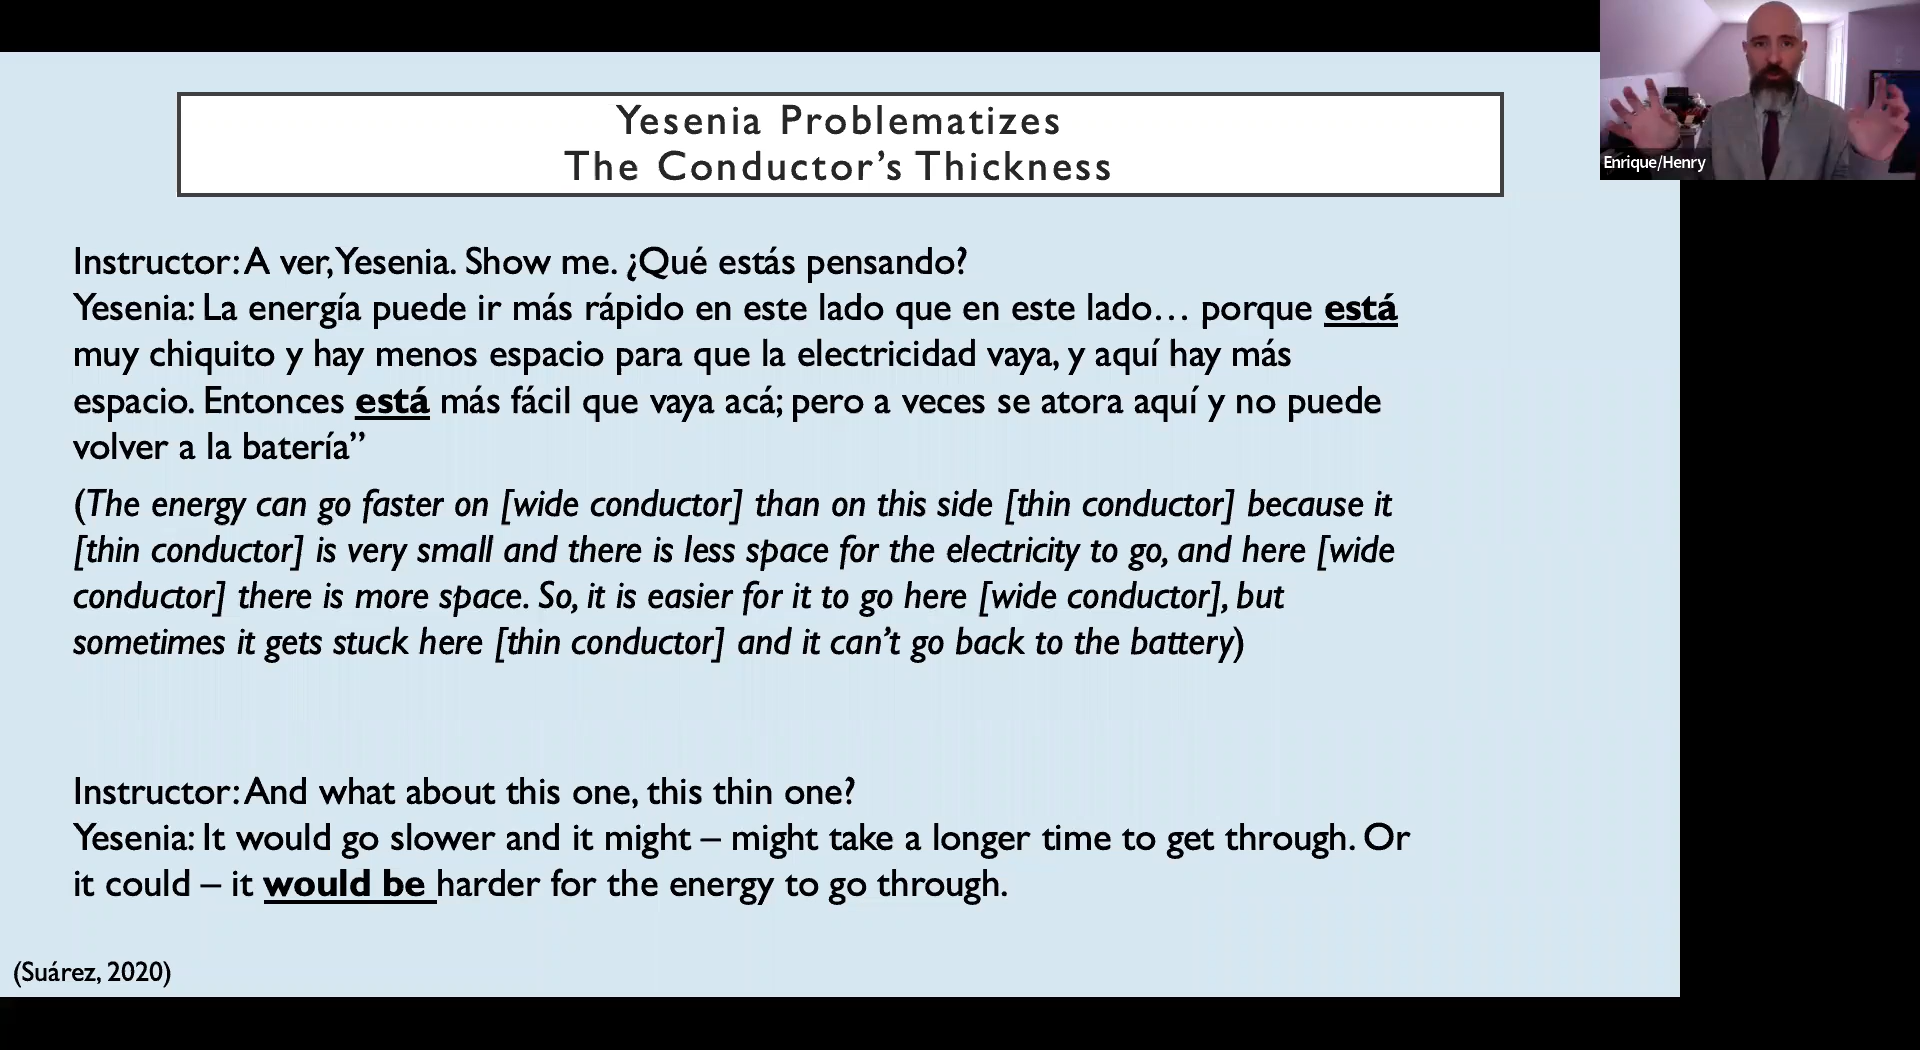 Yesenia Problematizes
The Conductor’s Thickness
Enrique/Henry
Instructor: A ver, Yesenia. Show me. ¿Qué estás pensando?
Yesenia: La energía puede ir más rápido en este lado que en este lado… porque está
muy chiquito y hay menos espacio para que la electricidad vaya, y aquí hay más
espacio. Entonces está más fácil que vaya acá; pero a veces se atora aquí y no puede
volver a la batería”
(The energy can go faster on [wide conductor] than on this side [thin conductor] because it
[thin conductor] is very small and there is less space for the electricity to go, and here [wide
conductor] there is more space. So, it is easier for it to go here [wide conductor], but
sometimes it gets stuck here [thin conductor] and it can’t go back to the battery)
Instructor: And what about this one, this thin one?
Yesenia: It would go slower and it might – might take a longer time to get through. Or
it could – it would be harder for the energy to go through.
(Suárez, 2020)